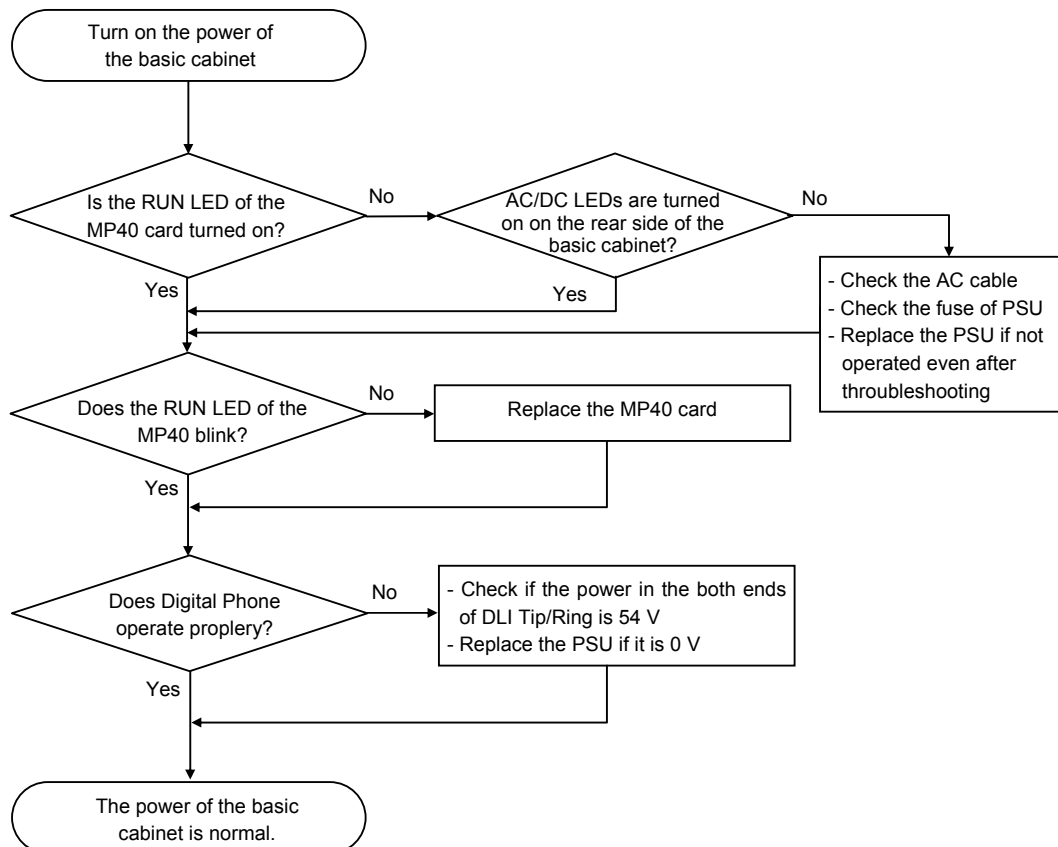 Turn on the power of
the basic cabinet
Is the RUN LED of the
MP40 card turned on?
No
AC/DC LEDs are turned
on on the rear side of the
basic cabinet?
No
Yes
Yes
- Check the AC cable
- Check the fuse of PSU
- Replace the PSU if not
operated even after
throubleshooting
Does the RUN LED of the
MP40 blink?
No
Replace the MP40 card
Yes
Does Digital Phone
operate proplery?
No
- Check if the power in the both ends
of DLI Tip/Ring is 54 V
- Replace the PSU if it is 0 V
Yes
The power of the basic
cabinet is normal.